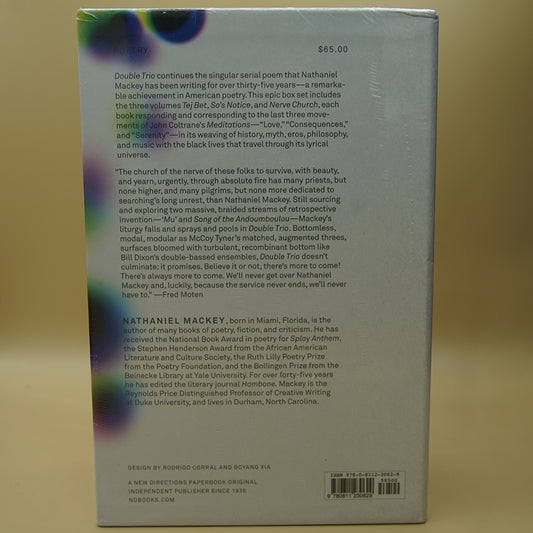 POETRY $65.00
Double Trio continues the singular serial poem that Nathaniel
Mackey has been writing for over thirty-five years—a remarka-
ble achievement in American poetry. This epic box set includes
the three volumes Tej Bet, So's Notice, and Nerve Church, each
book responding and corresponding to the last three move-
ments of John Coltrane's Meditations—"Love," "Consequences,"
and "Serenity"—in its weaving of history, myth, eros, philosophy,
and music with the black lives that travel through its lyrical
universe.
"The church of the nerve of these folks to survive, with beauty,
and yearn, urgently, through absolute fire has many priests, but
none higher, and many pilgrims, but none more dedicated to
searching's long unrest, than Nathaniel Mackey. Still sourcing
and exploring two massive, braided streams of retrospective
invention—'Mu' and Song of the Andoumboulou—Mackey's
liturgy falls and sprays and pools in Double Trio. Bottomless,
modal, modular as McCoy Tyner's matched, augmented threes,
surfaces bloomed with turbulent, recombinant bottom like
Bill Dixon's double-bassed ensembles, Double Trio doesn't
culminate: it promises. Believe it or not, there's more to come!
There's always more to come. We'll never get over Nathaniel
Mackey and, luckily, because the service never ends, we'll never
have to." —Fred Moten
NATHANIEL MACKEY, born in Miami, Florida, is the
author of many books of poetry, fiction, and criticism. He has
received the National Book Award in poetry for Splay Anthem,
the Stephen Henderson Award from the African American
Literature and Culture Society, the Ruth Lilly Poetry Prize
from the Poetry Foundation, and the Bollingen Prize from the
Beinecke Library at Yale University. For over forty-five years
he has edited the literary journal Hambone. Mackey is the
Reynolds Price Distinguished Professor of Creative Writing
at Duke University, and lives in Durham, North Carolina.
DESIGN BY RODRIGO CORRAL AND BOYANG XIA
A NEW DIRECTIONS PAPERBOOK ORIGINAL
INDEPENDENT PUBLISHER SINCE 1936
NDBOOKS.COM
ISBN 978-0-8112-3062-9
56500
9 780811 230629